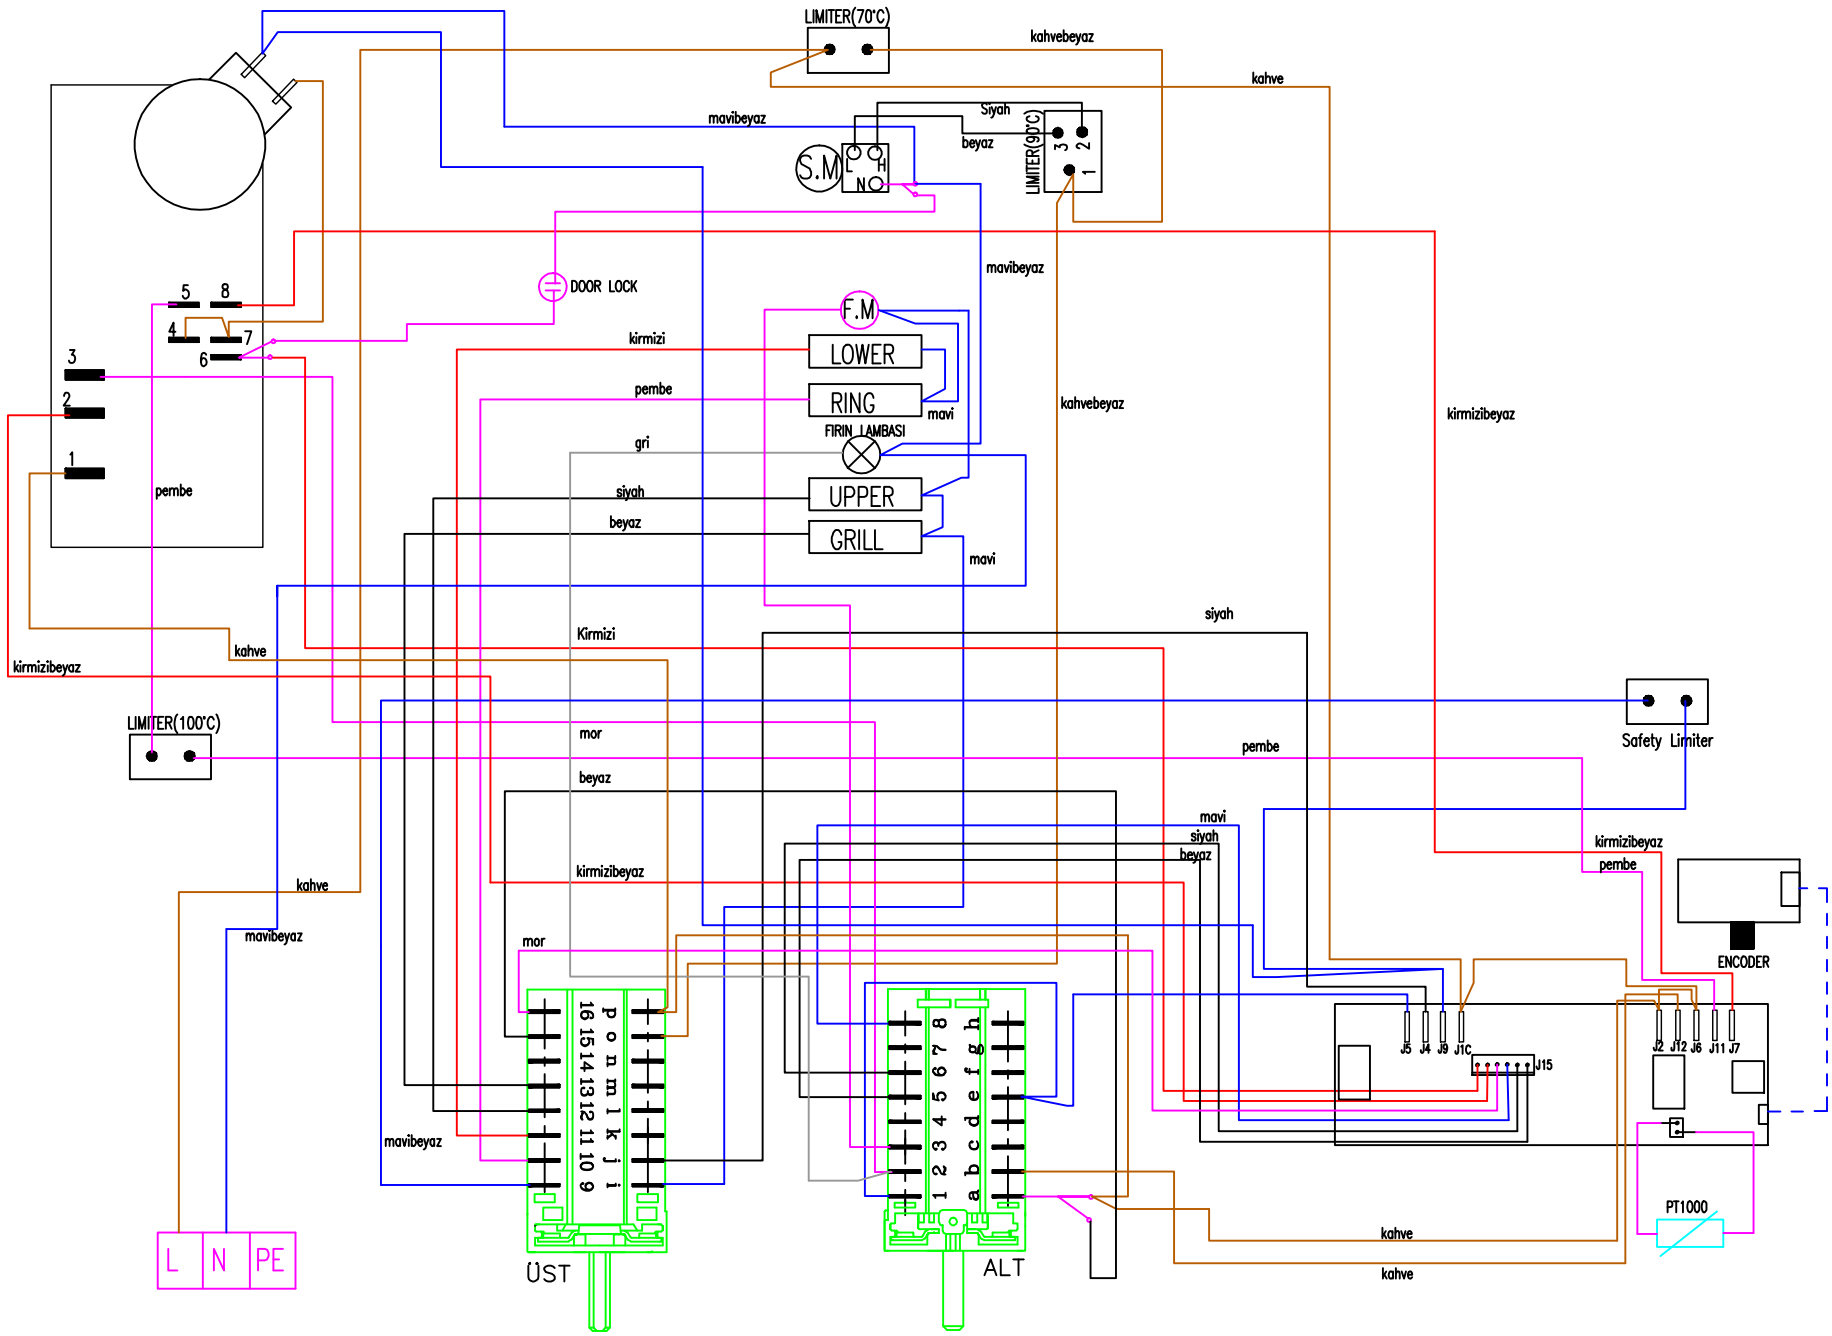 LIMITER(70°C)
kahvebeyaz
kahve
mavibeyaz
Siyah
beyaz
LIMITER(90°C)
3
2
1
S.M
L
H
N
mavibeyaz
DOOR LOCK
5
8
4
7
6
3
2
1
F.M
kirmizi
LOWER
pembe
RING
mavi
kahvebeyaz
kirmizibeyaz
FIRIN LAMBASI
gri
siyah
UPPER
beyaz
GRILL
mavi
pembe
siyah
Kirmizi
kahve
kirmizibeyaz
LIMITER(100°C)
mor
pembe
Safety Limiter
beyaz
mavi
siyah
beyaz
kirmizibeyaz
pembe
kirmizibeyaz
kahve
mavibeyaz
mor
ENCODER
16 p
15 o
14 n
13 m
12 l
11 k
10 j
9 i
8 h
7 g
6 f
5 e
4 d
3 c
2 b
1 a
J5
J4
J9
J1C
J2
J12
J6
J11
J7
J15
mavibeyaz
PT1000
kahve
kahve
L
N
PE
ÜST
ALT